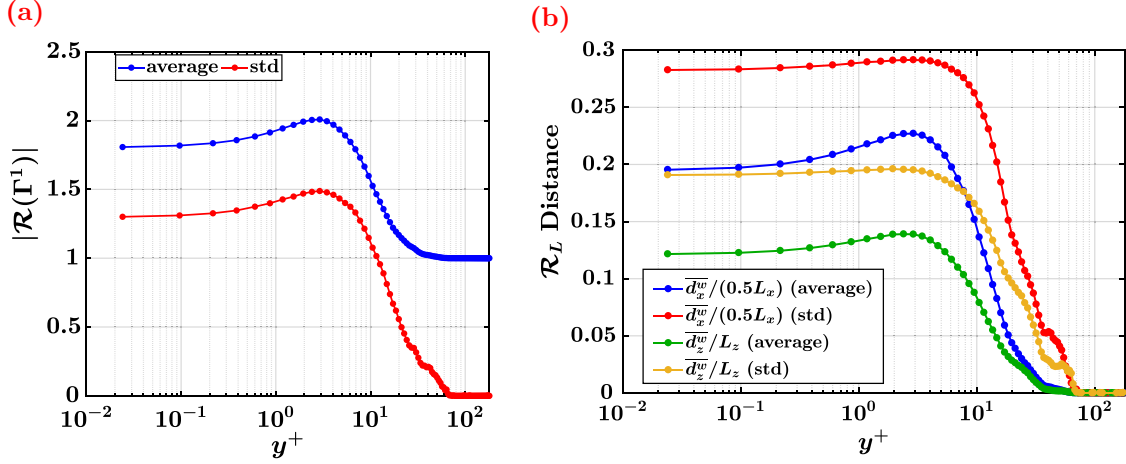 (a)
2.5
2
1.5
1
0.5
0
average std
|R(Γ¹)|
10⁻² 10⁻¹ 10⁰ 10¹ 10²
y⁺
(b)
0.3
0.25
0.2
0.15
0.1
0.05
0
R_L Distance
d_x^w/(0.5L_x) (average)
d_x^w/(0.5L_x) (std)
d_z^w/L_z (average)
d_z^w/L_z (std)
10⁻² 10⁻¹ 10⁰ 10¹ 10²
y⁺